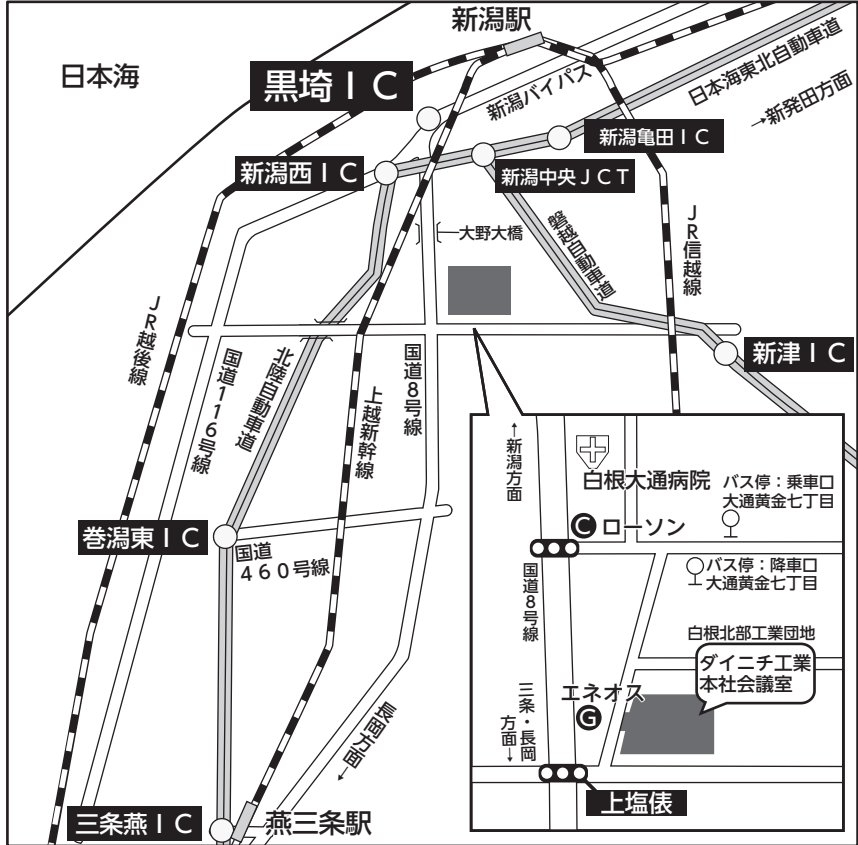 新潟駅
日本海
黒埼ＩＣ
新潟バイパス
日本海東北自動車道
→新発田方面
新潟亀田ＩＣ
新潟西ＩＣ
新潟中央ＪＣＴ
大野大橋
磐越自動車道
ＪＲ信越線
ＪＲ越後線
国道１１６号線
北陸自動車道
上越新幹線
国道８号線
新津ＩＣ
巻潟東ＩＣ
国道
４６０号線
長岡方面→
三条燕ＩＣ
燕三条駅
←新潟方面
白根大通病院
バス停：乗車口
大通黄金七丁目
C ローソン
バス停：降車口
大通黄金七丁目
国道８号線
白根北部工業団地
ダイニチ工業
本社会議室
エネオス
G
三条・長岡
方面→
上塩俵